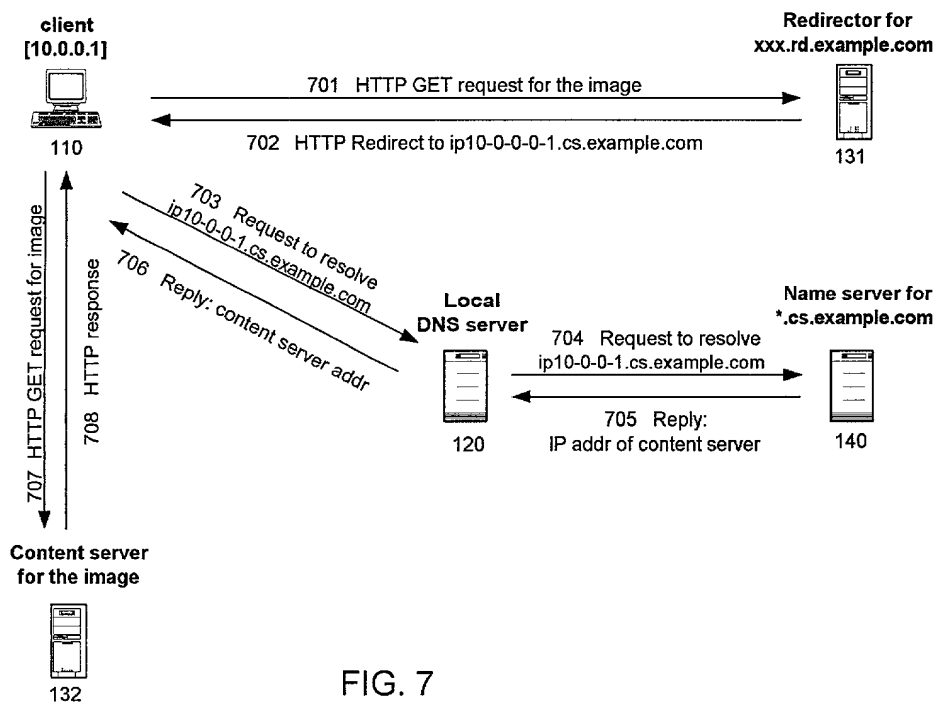 client
[10.0.0.1]
110
Redirector for
xxx.rd.example.com
131
701 HTTP GET request for the image
702 HTTP Redirect to ip10-0-0-0-1.cs.example.com
703 Request to resolve
ip10-0-0-1.cs.example.com
706 Reply: content server addr
Local
DNS server
120
704 Request to resolve
ip10-0-0-1.cs.example.com
705 Reply:
IP addr of content server
Name server for
*.cs.example.com
140
707 HTTP GET request for image
708 HTTP response
Content server
for the image
132
FIG. 7